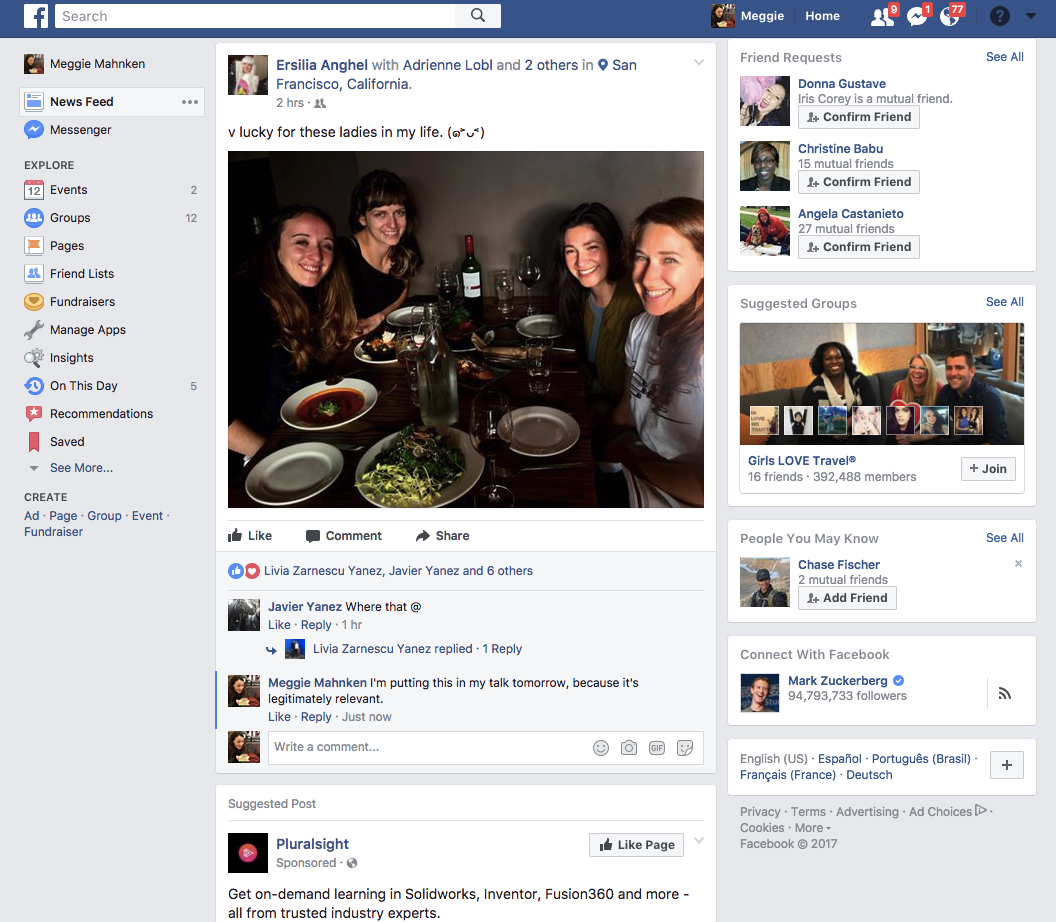 Search
Meggie
Home
9
1
77
Meggie Mahnken
News Feed
Messenger
EXPLORE
Events 2
12
Groups 12
Pages
Friend Lists
Fundraisers
Manage Apps
Insights
On This Day 5
Recommendations
Saved
See More...
CREATE
Ad · Page · Group · Event ·
Fundraiser
Ersilia Anghel with Adrienne Lobl and 2 others in San
Francisco, California.
2 hrs ·
v lucky for these ladies in my life. (๑˃ᴗ˂)
Like Comment Share
Livia Zarnescu Yanez, Javier Yanez and 6 others
Javier Yanez Where that @
Like · Reply · 1 hr
Livia Zarnescu Yanez replied · 1 Reply
Meggie Mahnken I'm putting this in my talk tomorrow, because it's
legitimately relevant.
Like · Reply · Just now
Write a comment...
GIF
Suggested Post
Pluralsight
Sponsored ·
Like Page
Get on-demand learning in Solidworks, Inventor, Fusion360 and more -
all from trusted industry experts.
Friend Requests See All
Donna Gustave
Iris Corey is a mutual friend.
Confirm Friend
Christine Babu
15 mutual friends
Confirm Friend
Angela Castanieto
27 mutual friends
Confirm Friend
Suggested Groups See All
Girls LOVE Travel®
16 friends · 392,488 members
+ Join
People You May Know See All
Chase Fischer
2 mutual friends
Add Friend
Connect With Facebook
Mark Zuckerberg
94,793,733 followers
English (US) · Español · Português (Brasil) ·
Français (France) · Deutsch
+
Privacy · Terms · Advertising · Ad Choices ·
Cookies · More
Facebook © 2017